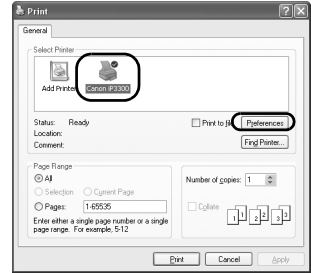 Print
General
Select Printer
Add Printer
Canon iP3300
Status: Ready
Location:
Comment:
Print to file
Preferences
Find Printer...
Page Range
All
Selection
Current Page
Pages: 1-65535
Enter either a single page number or a single
page range. For example, 5-12
Number of copies: 1
Collate
1 1 2 2 3 3
Print
Cancel
Apply